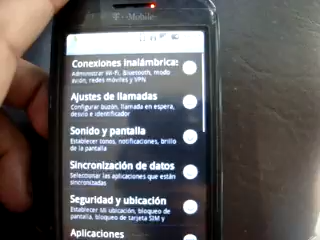 T··Mobile·
Conexiones inalámbricas
Administrar Wi-Fi, Bluetooth, modo
avión, redes móviles y VPN
Ajustes de llamadas
Configurar buzón, llamada en espera,
desvío e identificador
Sonido y pantalla
Establecer tonos, notificaciones, brillo
de la pantalla
Sincronización de datos
Seleccionar las aplicaciones que están
sincronizadas
Seguridad y ubicación
Establecer Mi ubicación, bloqueo de
pantalla, bloqueo de tarjeta SIM y
Aplicaciones